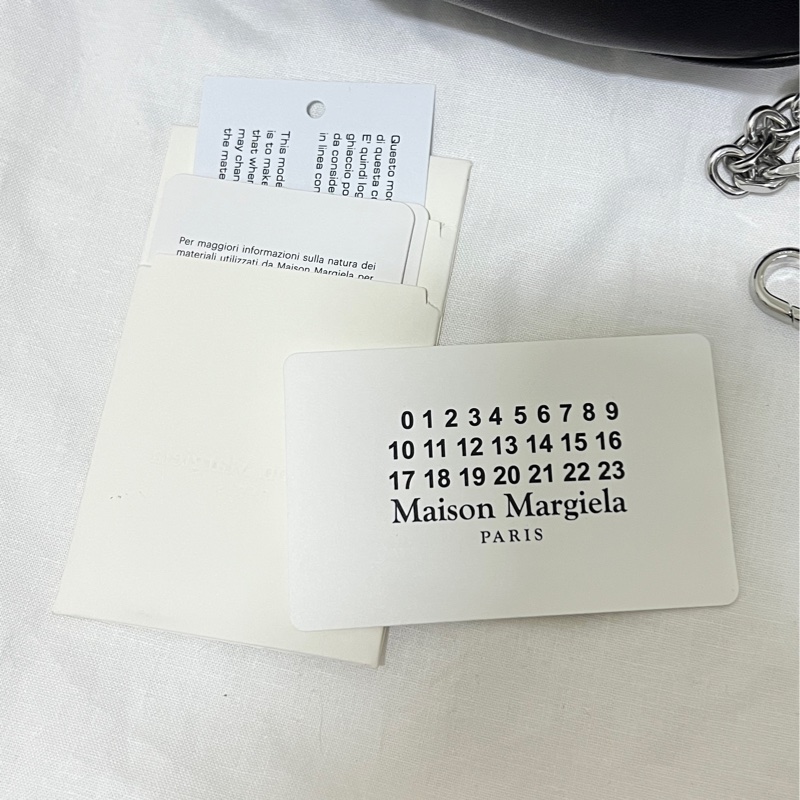 Questo mod
di questa c
E' quindi log
ghiaccio po
da conside
in linea con
This mode
is to make
that wher
may chan
the mate
Per maggiori informazioni sulla natura dei
materiali utilizzati da Maison Margiela per
0 1 2 3 4 5 6 7 8 9
10 11 12 13 14 15 16
17 18 19 20 21 22 23
Maison Margiela
PARIS